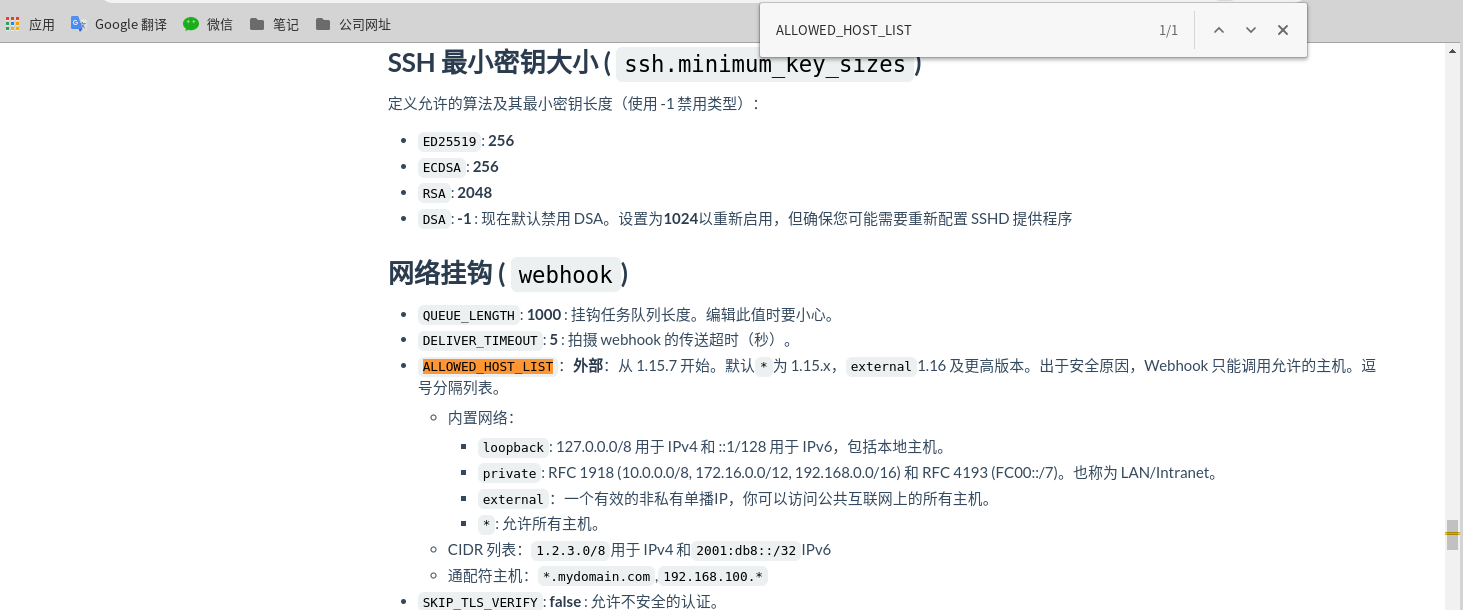 应用 Google 翻译 微信 笔记 公司网址
ALLOWED_HOST_LIST 1/1
SSH 最小密钥大小 ( ssh.minimum_key_sizes )
定义允许的算法及其最小密钥长度（使用 -1 禁用类型）：
ED25519 : 256
ECDSA : 256
RSA : 2048
DSA : -1 : 现在默认禁用 DSA。设置为1024以重新启用，但确保您可能需要重新配置 SSHD 提供程序
网络挂钩 ( webhook )
QUEUE_LENGTH : 1000 : 挂钩任务队列长度。编辑此值时要小心。
DELIVER_TIMEOUT : 5 : 拍摄 webhook 的传送超时（秒）。
ALLOWED_HOST_LIST ：外部：从 1.15.7 开始。默认 * 为 1.15.x， external 1.16 及更高版本。出于安全原因，Webhook 只能调用允许的主机。逗
号分隔列表。
内置网络：
loopback : 127.0.0.0/8 用于 IPv4 和 ::1/128 用于 IPv6，包括本地主机。
private : RFC 1918 (10.0.0.0/8, 172.16.0.0/12, 192.168.0.0/16) 和 RFC 4193 (FC00::/7)。也称为 LAN/Intranet。
external ：一个有效的非私有单播IP，你可以访问公共互联网上的所有主机。
* : 允许所有主机。
CIDR 列表： 1.2.3.0/8 用于 IPv4 和 2001:db8::/32 IPv6
通配符主机： *.mydomain.com , 192.168.100.*
SKIP_TLS_VERIFY : false : 允许不安全的认证。